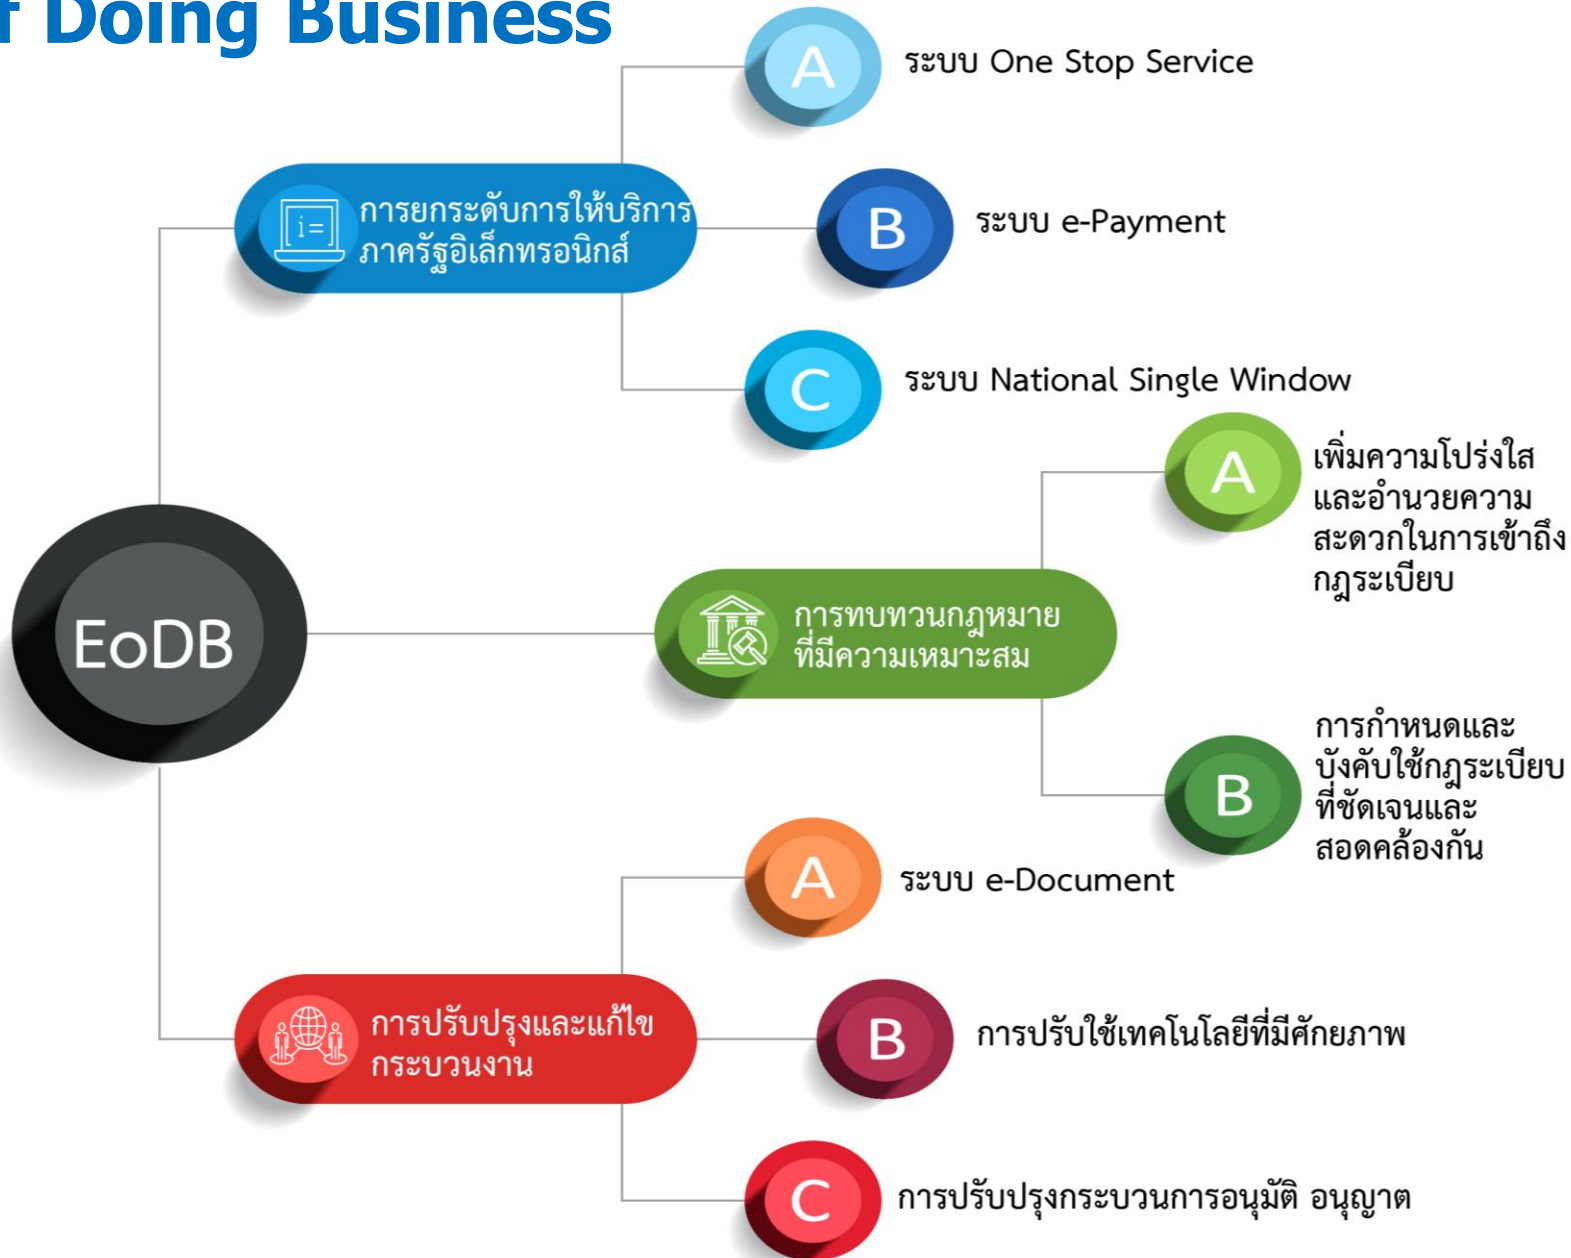 f Doing Business
A
ระบบ One Stop Service
i=
การยกระดับการให้บริการ
ภาครัฐอิเล็กทรอนิกส์
B
ระบบ e-Payment
C
ระบบ National Single Window
EoDB
การทบทวนกฎหมาย
ที่มีความเหมาะสม
A
เพิ่มความโปร่งใส
และอำนวยความ
สะดวกในการเข้าถึง
กฎระเบียบ
B
การกำหนดและ
บังคับใช้กฎระเบียบ
ที่ชัดเจนและ
สอดคล้องกัน
การปรับปรุงและแก้ไข
กระบวนงาน
A
ระบบ e-Document
B
การปรับใช้เทคโนโลยีที่มีศักยภาพ
C
การปรับปรุงกระบวนการอนุมัติ อนุญาต